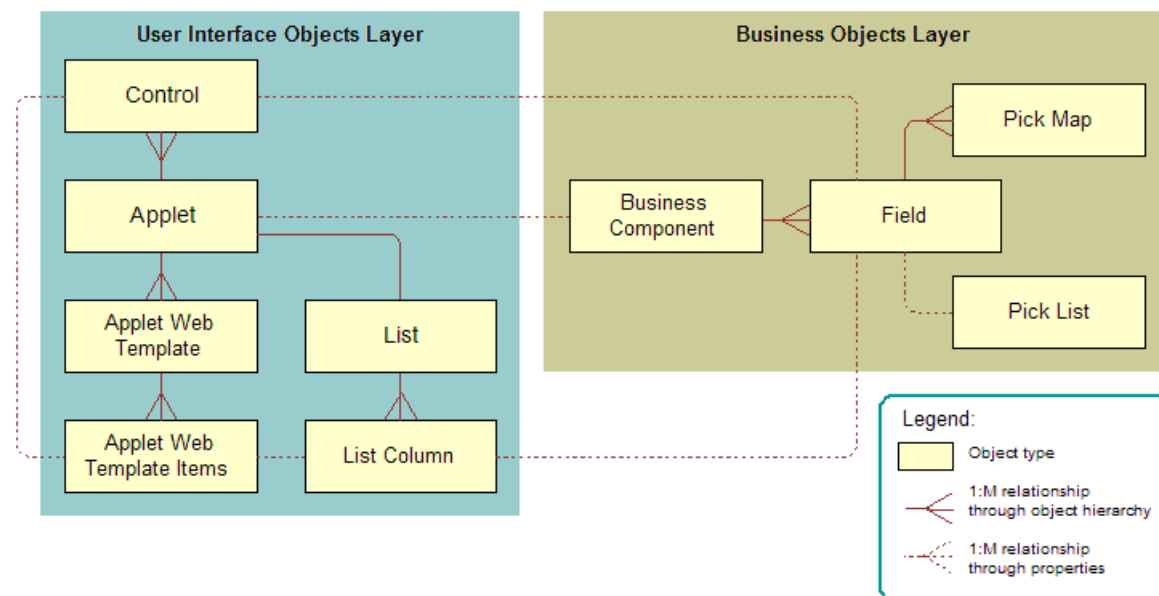 User Interface Objects Layer
Business Objects Layer
Control
Pick Map
Applet
Business
Component
Field
Applet Web
Template
List
Pick List
Applet Web
Template Items
List Column
Legend:
Object type
1:M relationship
through object hierarchy
1:M relationship
through properties